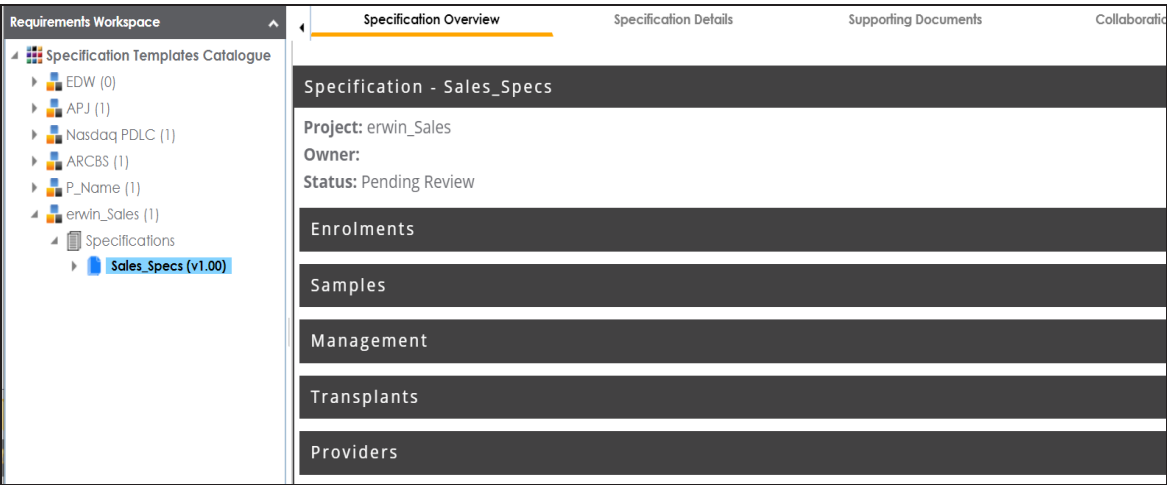 Requirements Workspace
Specification Templates Catalogue
EDW (0)
APJ (1)
Nasdaq PDLC (1)
ARCBS (1)
P_Name (1)
erwin_Sales (1)
Specifications
Sales_Specs (v1.00)
Specification Overview Specification Details Supporting Documents
Specification - Sales_Specs
Project: erwin_Sales
Owner:
Status: Pending Review
Enrolments
Samples
Management
Transplants
Providers